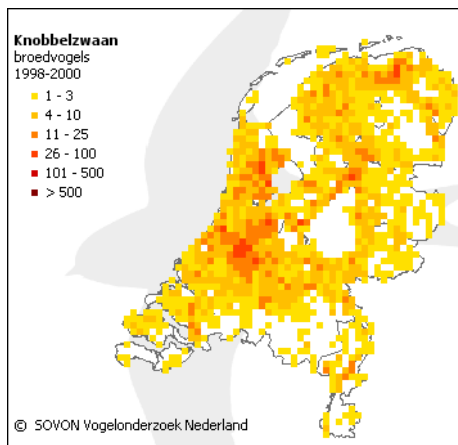 Knobbelzwaan
broedvogels
1998-2000
1 - 3
4 - 10
11 - 25
26 - 100
101 - 500
> 500
© SOVON Vogelonderzoek Nederland